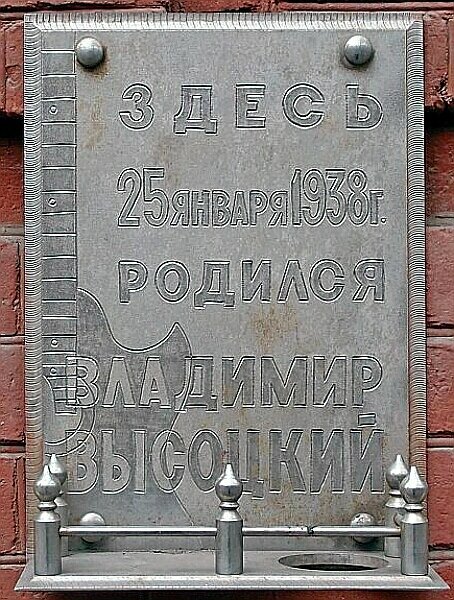 ЗДЕСЬ
25 ЯНВАРЯ 1938 Г.
РОДИЛСЯ
ВЛАДИМИР
ВЫСОЦКИЙ